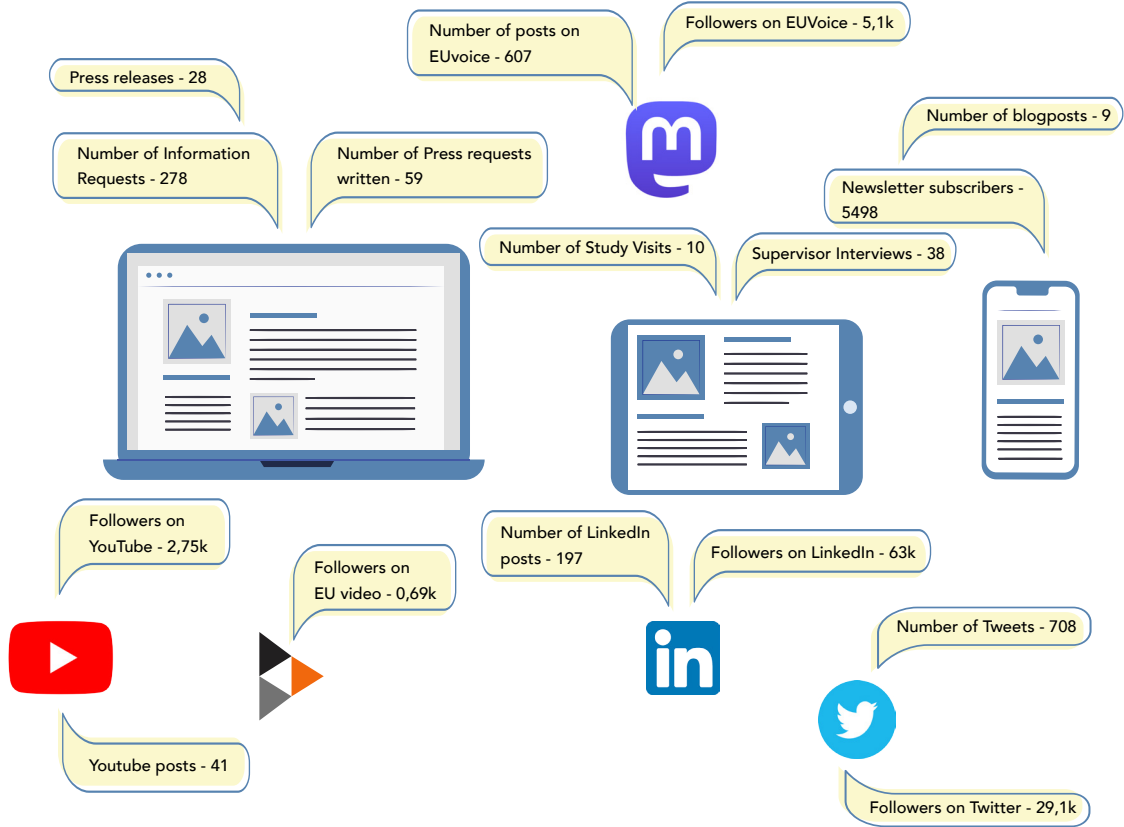 Number of posts on
EUvoice - 607
Followers on EUVoice - 5,1k
Press releases - 28
Number of blogposts - 9
Number of Information
Requests - 278
Number of Press requests
written - 59
m
Newsletter subscribers -
5498
Number of Study Visits - 10
Supervisor Interviews - 38
Followers on
YouTube - 2,75k
Number of LinkedIn
posts - 197
Followers on LinkedIn - 63k
Followers on
EU video - 0,69k
in
Number of Tweets - 708
Youtube posts - 41
Followers on Twitter - 29,1k